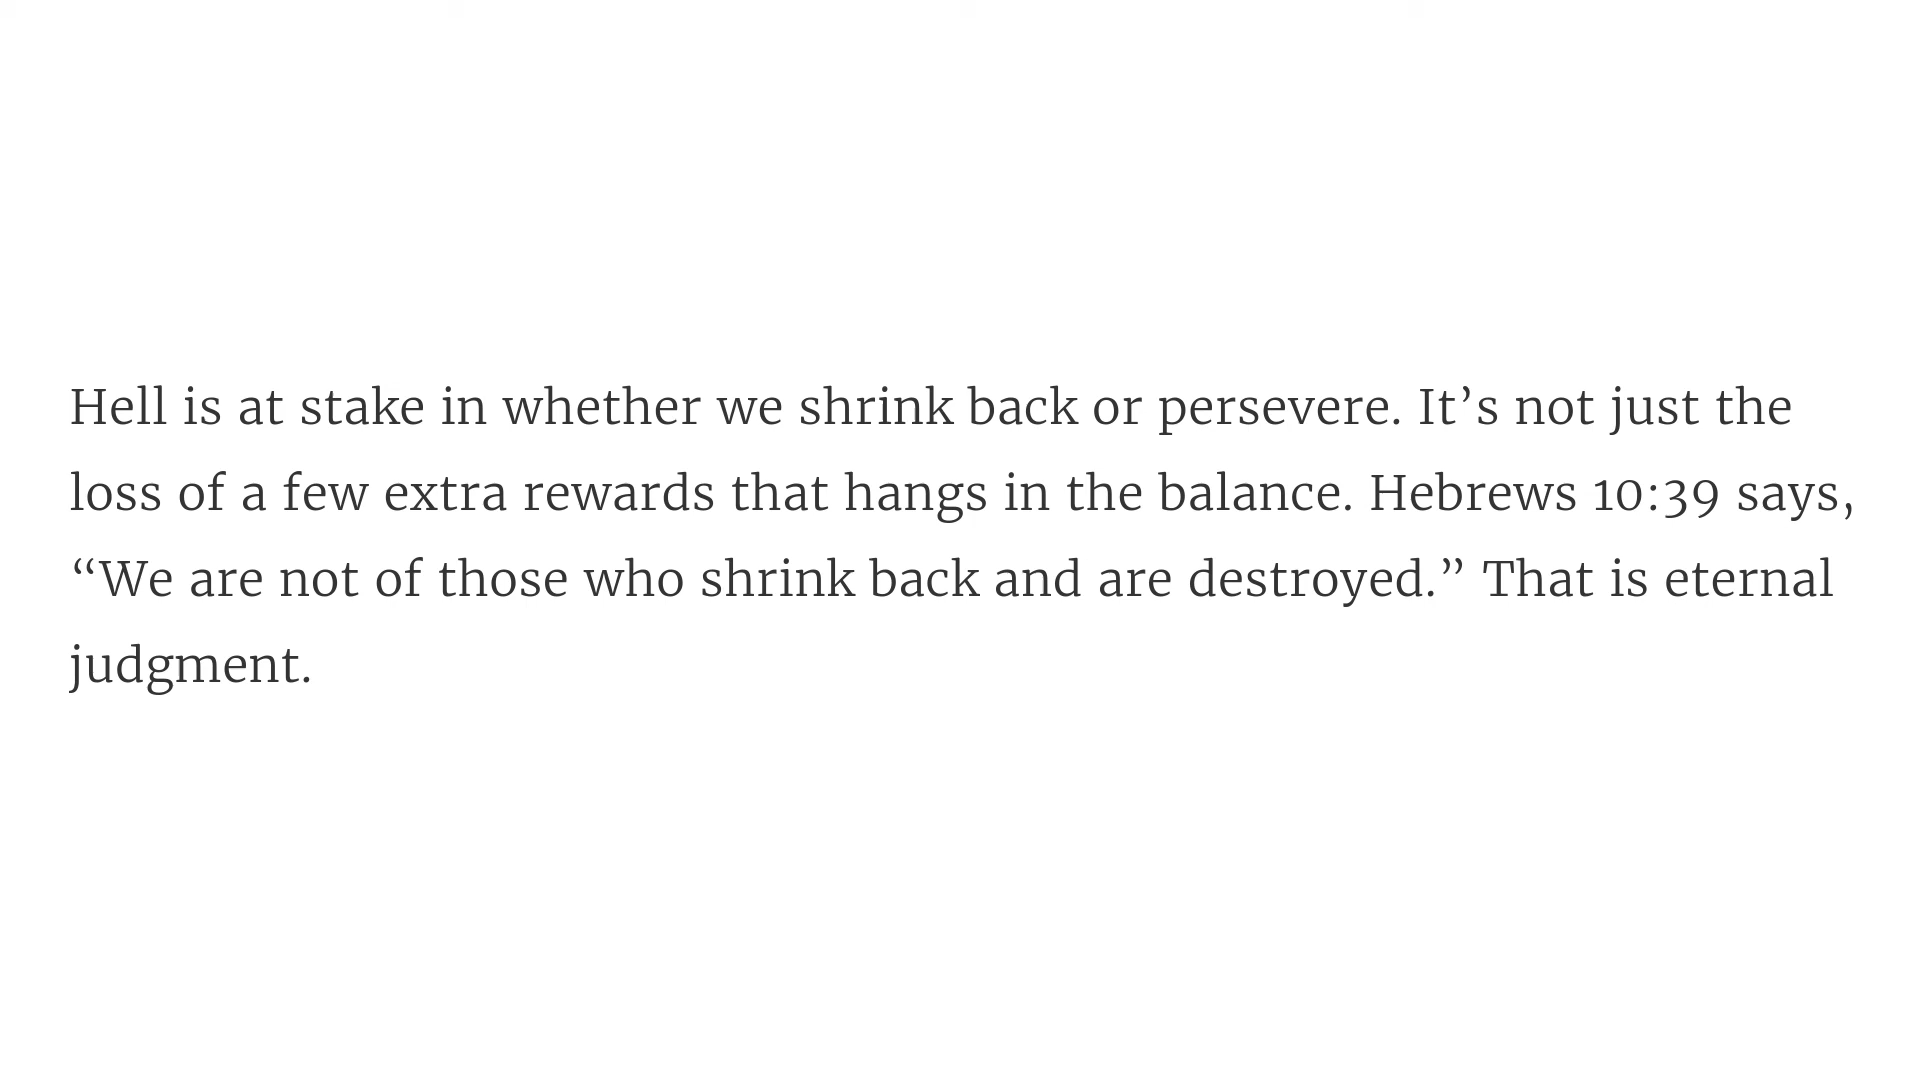 Hell is at stake in whether we shrink back or persevere. It’s not just the
loss of a few extra rewards that hangs in the balance. Hebrews 10:39 says,
“We are not of those who shrink back and are destroyed.” That is eternal
judgment.